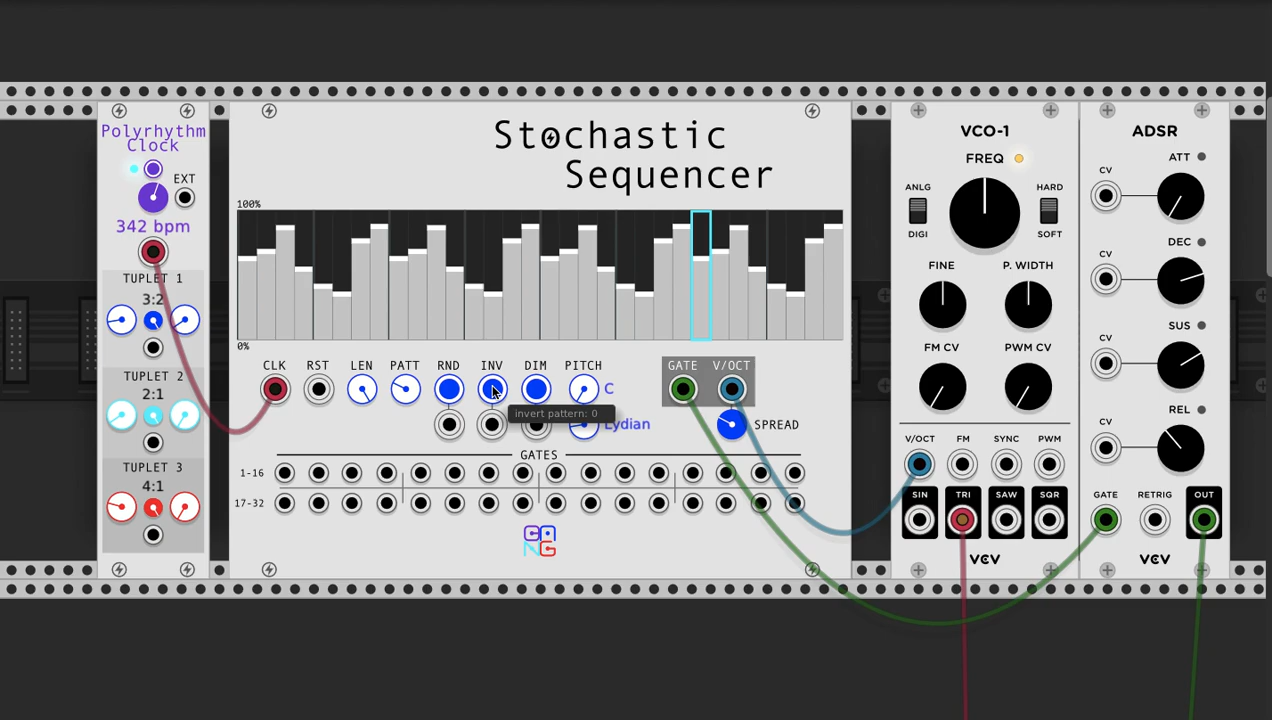 Polyrhythm
Clock
EXT
342 bpm
TUPLET 1
3:2
TUPLET 2
2:1
TUPLET 3
4:1
Stochastic
Sequencer
100%
0%
CLK RST LEN PATT RND INV DIM PITCH
C
invert pattern: 0
Lydian
GATE V/OCT
SPREAD
GATES
1-16
17-32
CANG
VCO-1
FREQ
ANLG
DIGI
HARD
SOFT
FINE P. WIDTH
FM CV PWM CV
V/OCT FM SYNC PWM
SIN TRI SAW SQR
VCV
ADSR
ATT
CV
DEC
CV
SUS
CV
REL
CV
GATE RETRIG OUT
VCV